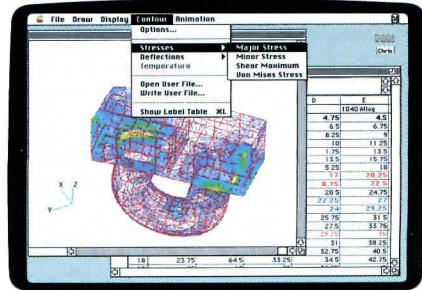 File Draw Display Contour Animation
Options...
Stresses
Deflections
Temperature
Open User File...
Write User File...
Show Label Table ⌘L
Major Stress
Minor Stress
Shear Maximum
Von Mises Stress
Chris
X Z
Y
D E
1040 Alloy
4.75 4.5
6.5 6.75
8.25 9
10 11.25
1.75 13.5
13.5 15.75
5.25 18
17 20.25
8.75 22.5
20.5 24.75
22.25 27
24 29.25
25.75 31.5
27.5 33.75
29.25 36
31 38.25
32.75 40.5
18 23.75 64.5 33.25 34.5 42.75